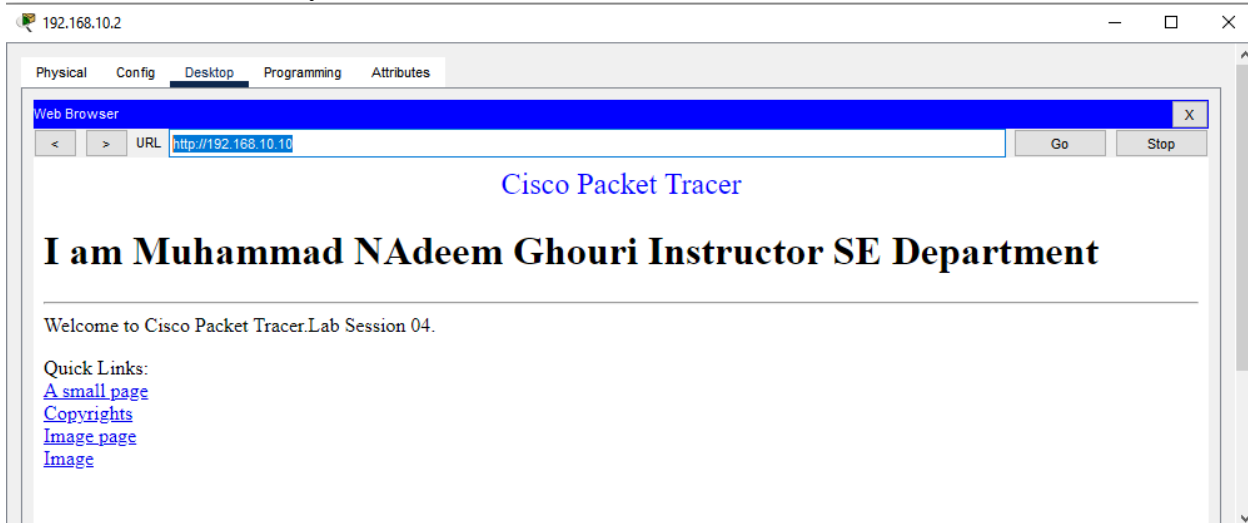 192.168.10.2
Physical Config Desktop Programming Attributes
Web Browser X
< > URL http://192.168.10.10 Go Stop
Cisco Packet Tracer
I am Muhammad NAdeem Ghouri Instructor SE Department
Welcome to Cisco Packet Tracer.Lab Session 04.
Quick Links:
A small page
Copyrights
Image page
Image